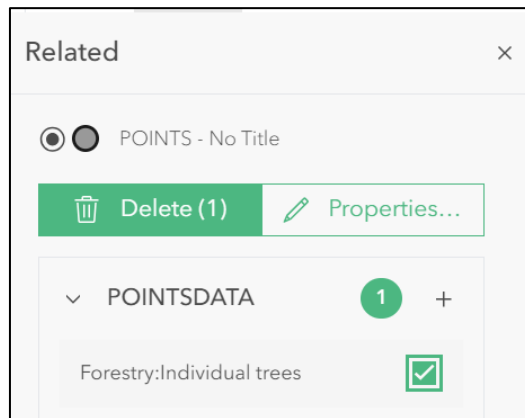 Related
POINTS - No Title
Delete (1) Properties...
POINTSDATA 1 +
Forestry:Individual trees